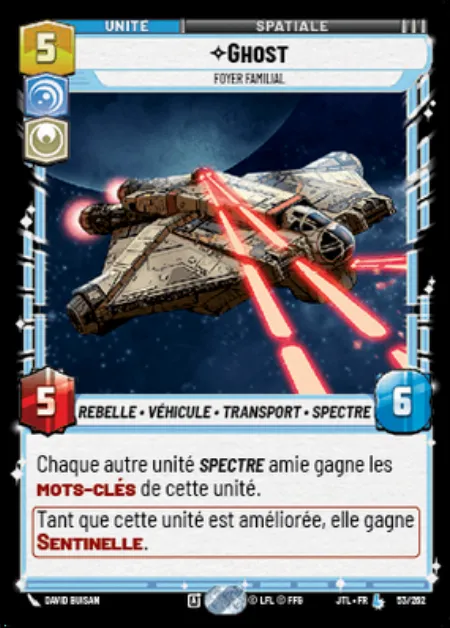 UNITÉ
SPATIALE
5
✧GHOST
FOYER FAMILIAL
5
REBELLE • VÉHICULE • TRANSPORT • SPECTRE
6
Chaque autre unité SPECTRE amie gagne les
MOTS-CLÉS de cette unité.
Tant que cette unité est améliorée, elle gagne
SENTINELLE.
DAVID BUISAN
A
© LFL © FFG
JTL • FR
53/262